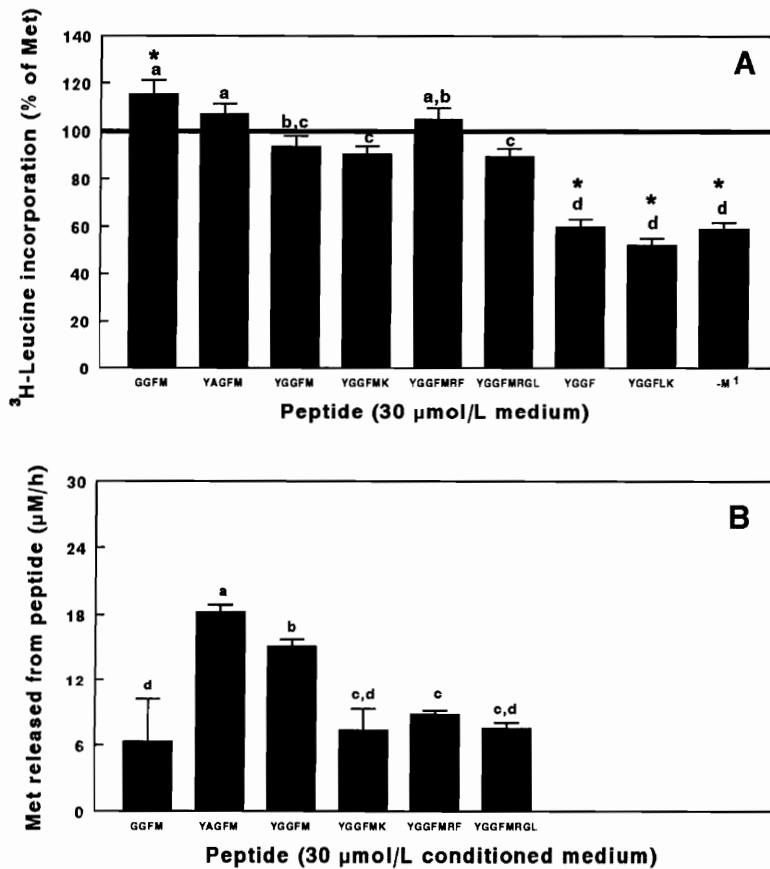 140
120
100
80
60
40
20
0
³H-Leucine incorporation (% of Met)
A
*
a
a
b,c
c
a,b
c
*
d
*
d
*
d
GGFM YAGFM YGGFM YGGFMK YGGFMRF YGGFMRGL YGGF YGGFLK -M¹
Peptide (30 µmol/L medium)
30
24
18
12
6
0
Met released from peptide (µM/h)
B
d
a
b
c,d
c
c,d
GGFM YAGFM YGGFM YGGFMK YGGFMRF YGGFMRGL
Peptide (30 µmol/L conditioned medium)